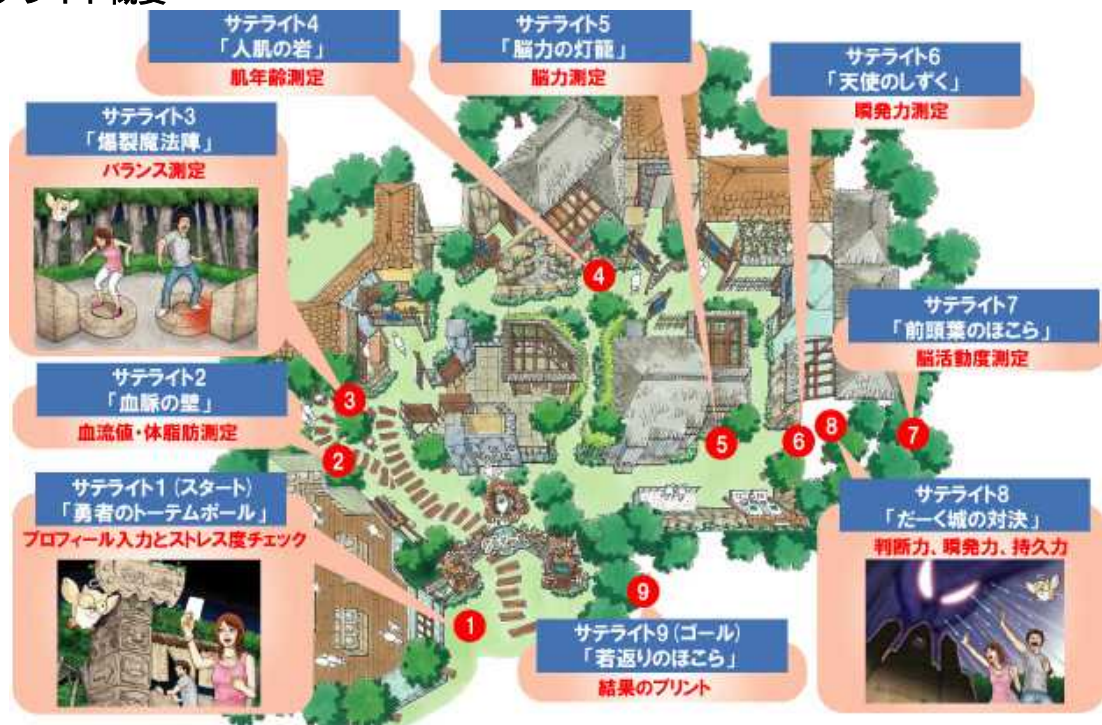 サテライト4
「人肌の岩」
肌年齢測定
サテライト5
「脳力の灯籠」
脳力測定
サテライト6
「天使のしずく」
瞬発力測定
サテライト3
「爆裂魔法陣」
バランス測定
サテライト7
「前頭葉のほこら」
脳活動度測定
サテライト2
「血脈の壁」
血流値・体脂肪測定
サテライト1（スタート）
「勇者のトーテムポール」
プロフィール入力とストレス度チェック
サテライト8
「だーく城の対決」
判断力、瞬発力、持久力
サテライト9（ゴール）
「若返りのほこら」
結果のプリント
4
3
2
5
6
8
7
1
9